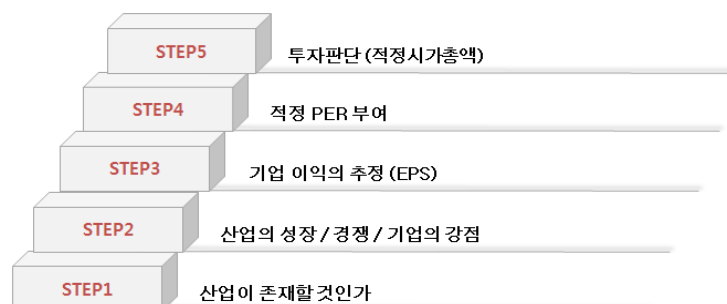 STEP5 투자판단 (적정시가총액)
STEP4 적정 PER 부여
STEP3 기업 이익의 추정 (EPS)
STEP2 산업의 성장 / 경쟁 / 기업의 강점
STEP1 산업이 존재할것인가